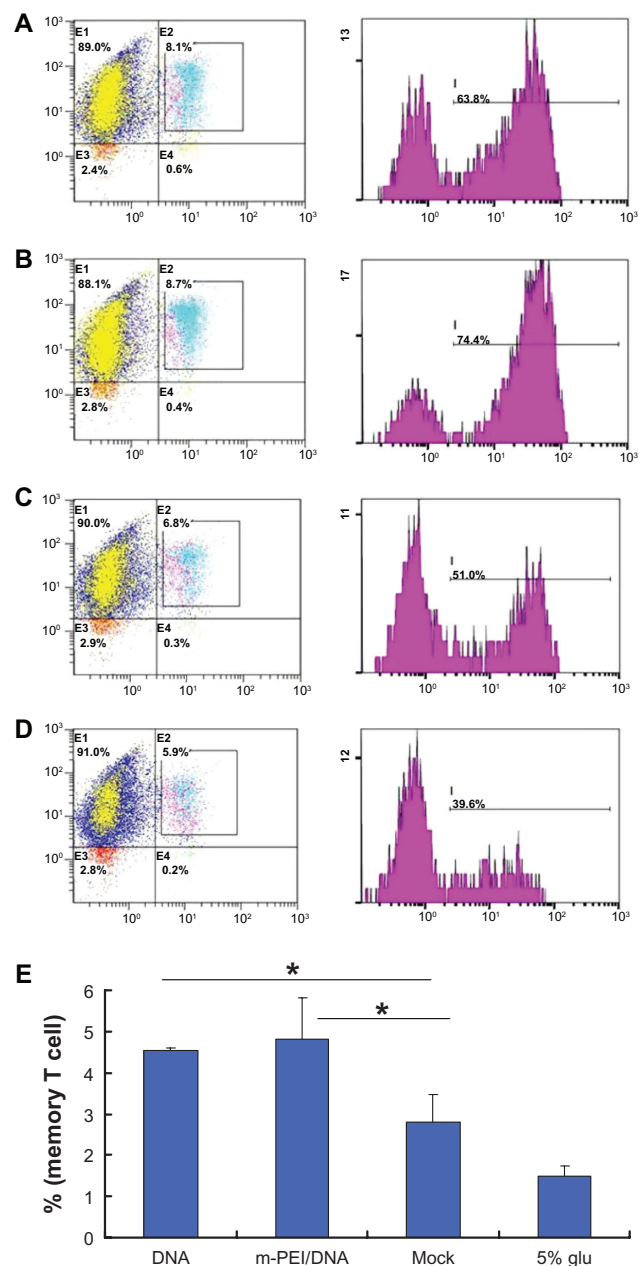 A
10³
10²
10¹
10⁰
E1
89.0%
E2
8.1%
E3
2.4%
E4
0.6%
10⁰ 10¹ 10² 10³
13
I
63.8%
10⁰ 10¹ 10² 10³
B
10³
10²
10¹
10⁰
E1
88.1%
E2
8.7%
E3
2.8%
E4
0.4%
10⁰ 10¹ 10² 10³
17
I
74.4%
10⁰ 10¹ 10² 10³
C
10³
10²
10¹
10⁰
E1
90.0%
E2
6.8%
E3
2.9%
E4
0.3%
10⁰ 10¹ 10² 10³
11
I
51.0%
10⁰ 10¹ 10² 10³
D
10³
10²
10¹
10⁰
E1
91.0%
E2
5.9%
E3
2.8%
E4
0.2%
10⁰ 10¹ 10² 10³
12
I
39.6%
10⁰ 10¹ 10² 10³
E
% (memory T cell)
6
5
4
3
2
1
0
*
*
DNA m-PEI/DNA Mock 5% glu